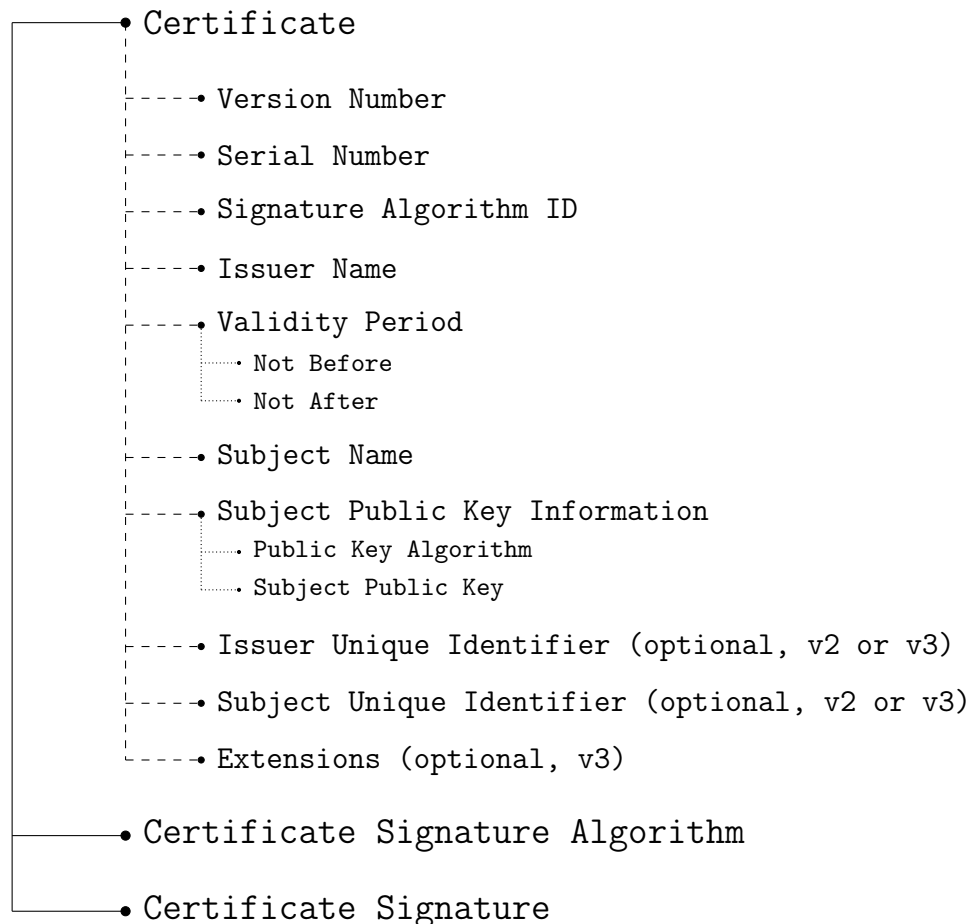 Certificate
Version Number
Serial Number
Signature Algorithm ID
Issuer Name
Validity Period
Not Before
Not After
Subject Name
Subject Public Key Information
Public Key Algorithm
Subject Public Key
Issuer Unique Identifier (optional, v2 or v3)
Subject Unique Identifier (optional, v2 or v3)
Extensions (optional, v3)
Certificate Signature Algorithm
Certificate Signature